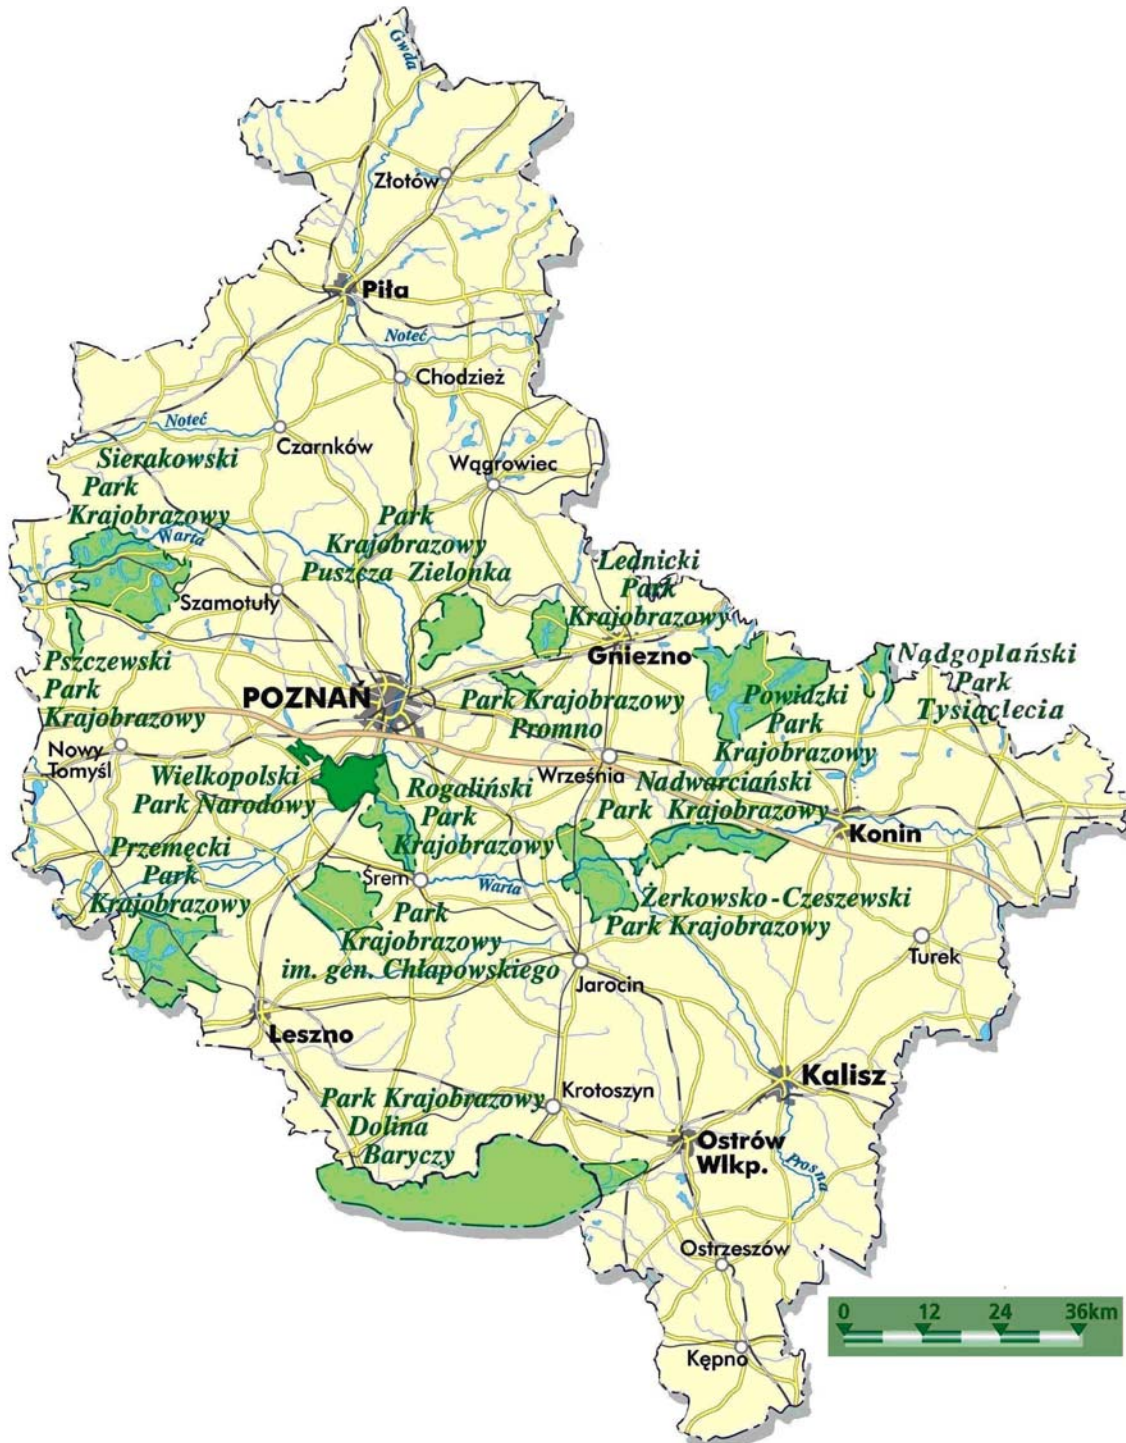 Gwda
Złotów
Piła
Noteć
Chodzież
Noteć
Czarnków
Sierakowski
Park
Krajobrazowy
Wągrowiec
Warta
Park
Krajobrazowy
Puszcza Zielonka
Lednicki
Park
Krajobrazowy
Szamotuły
Gniezno
Nadgoplański
Park
Tysiąclecia
Pszczewski
Park
Krajobrazowy
POZNAŃ
Park Krajobrazowy
Promno
Powidzki
Park
Krajobrazowy
Nowy
Tomyśl
Września
Wielkopolski
Park Narodowy
Rogaliński
Park
Krajobrazowy
Nadwarciański
Park Krajobrazowy
Konin
Przemęcki
Park
Krajobrazowy
Śrem
Warta
Żerkowsko-Czeszewski
Park Krajobrazowy
Park
Krajobrazowy
im. gen. Chłapowskiego
Turek
Jarocin
Leszno
Kalisz
Park Krajobrazowy
Dolina
Baryczy
Krotoszyn
Ostrów
Wlkp.
Prosna
Ostrzeszów
0 12 24 36km
Kępno